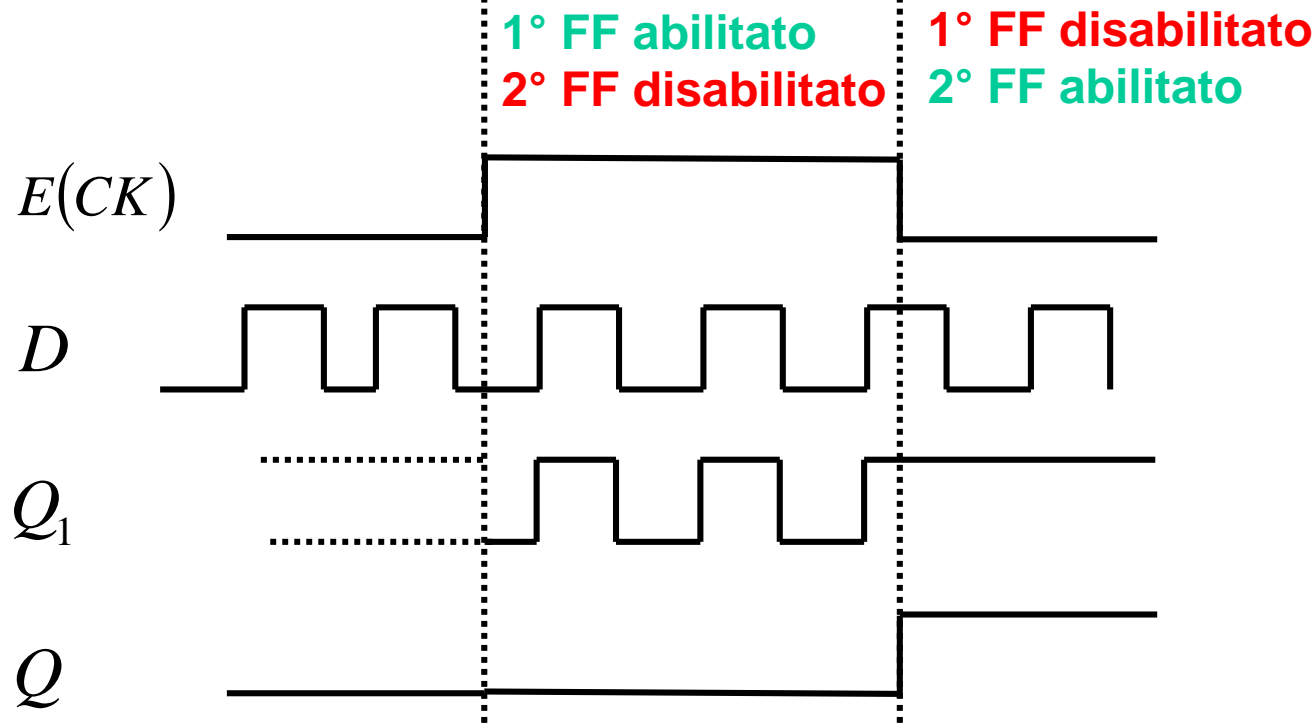 1° FF abilitato
2° FF disabilitato
1° FF disabilitato
2° FF abilitato
E(CK)
D
Q₁
Q